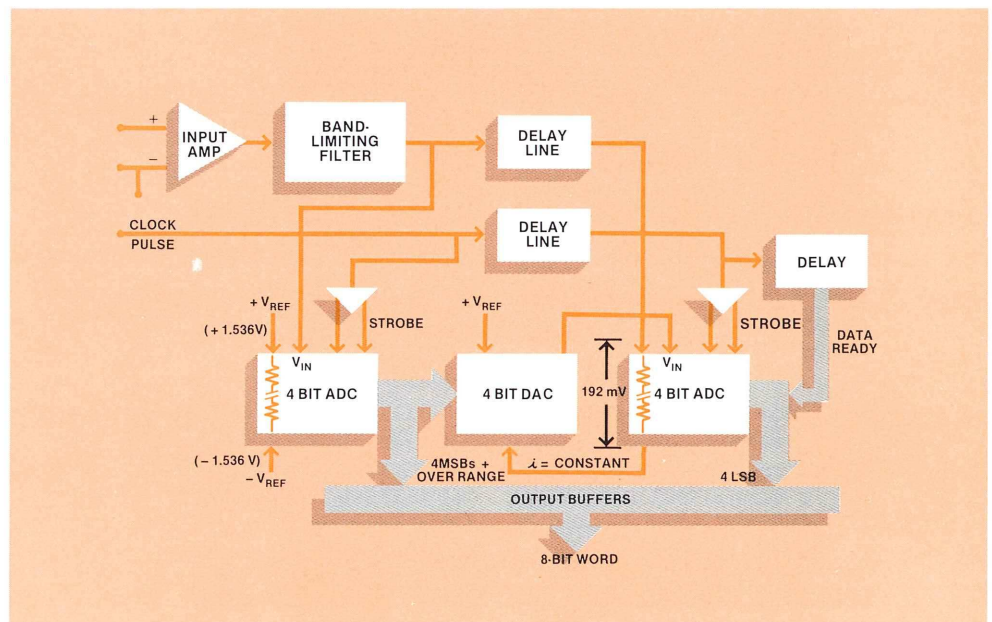 +
−
INPUT
AMP
BAND-
LIMITING
FILTER
DELAY
LINE
CLOCK
PULSE
DELAY
LINE
DELAY
+ VREF
(+ 1.536V)
STROBE
+ VREF
STROBE
DATA
READY
VIN
4 BIT ADC
4 BIT DAC
192 mV
VIN
4 BIT ADC
(− 1.536 V)
− VREF
4MSBs +
OVER RANGE
i = CONSTANT
4 LSB
OUTPUT BUFFERS
8-BIT WORD